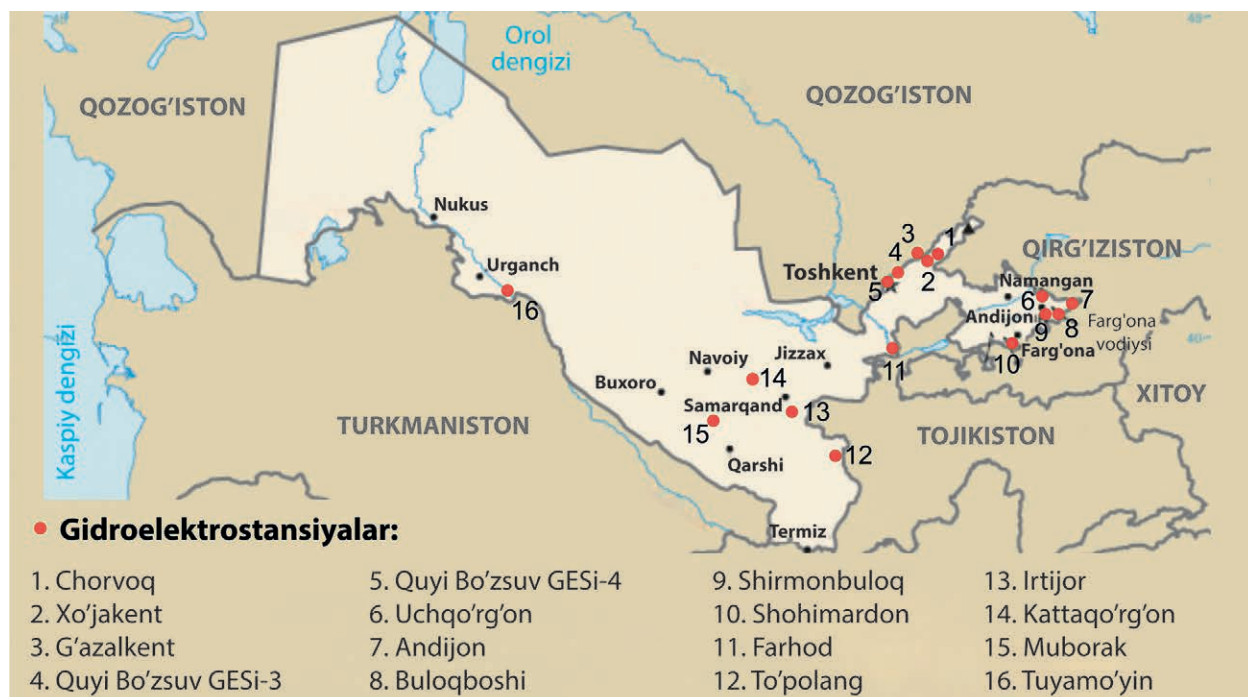 48
48
Orol
dengizi
QOZOG'ISTON
QOZOG'ISTON
Nukus
3
1
QIRG'IZISTON
4
2
Urganch
Toshkent
Namangan
5
6
7
16
Andijon
9
8
Farg'ona
vodiysi
40
Farg'ona
10
Navoiy
Jizzax
11
14
XITOY
Buxoro
Samarqand
13
TURKMANISTON
15
TOJIKISTON
Kaspiy dengizi
Qarshi
12
Termiz
Gidroelektrostansiyalar:
1. Chorvoq
2. Xo'jakent
3. G'azalkent
4. Quyi Bo'zsuv GESi-3
5. Quyi Bo'zsuv GESi-4
6. Uchqo'rg'on
7. Andijon
8. Buloqboshi
9. Shirmonbuloq
10. Shohimardon
11. Farhod
12. To'polang
13. Irtijor
14. Kattaqo'rg'on
15. Muborak
16. Tuyamo'yin